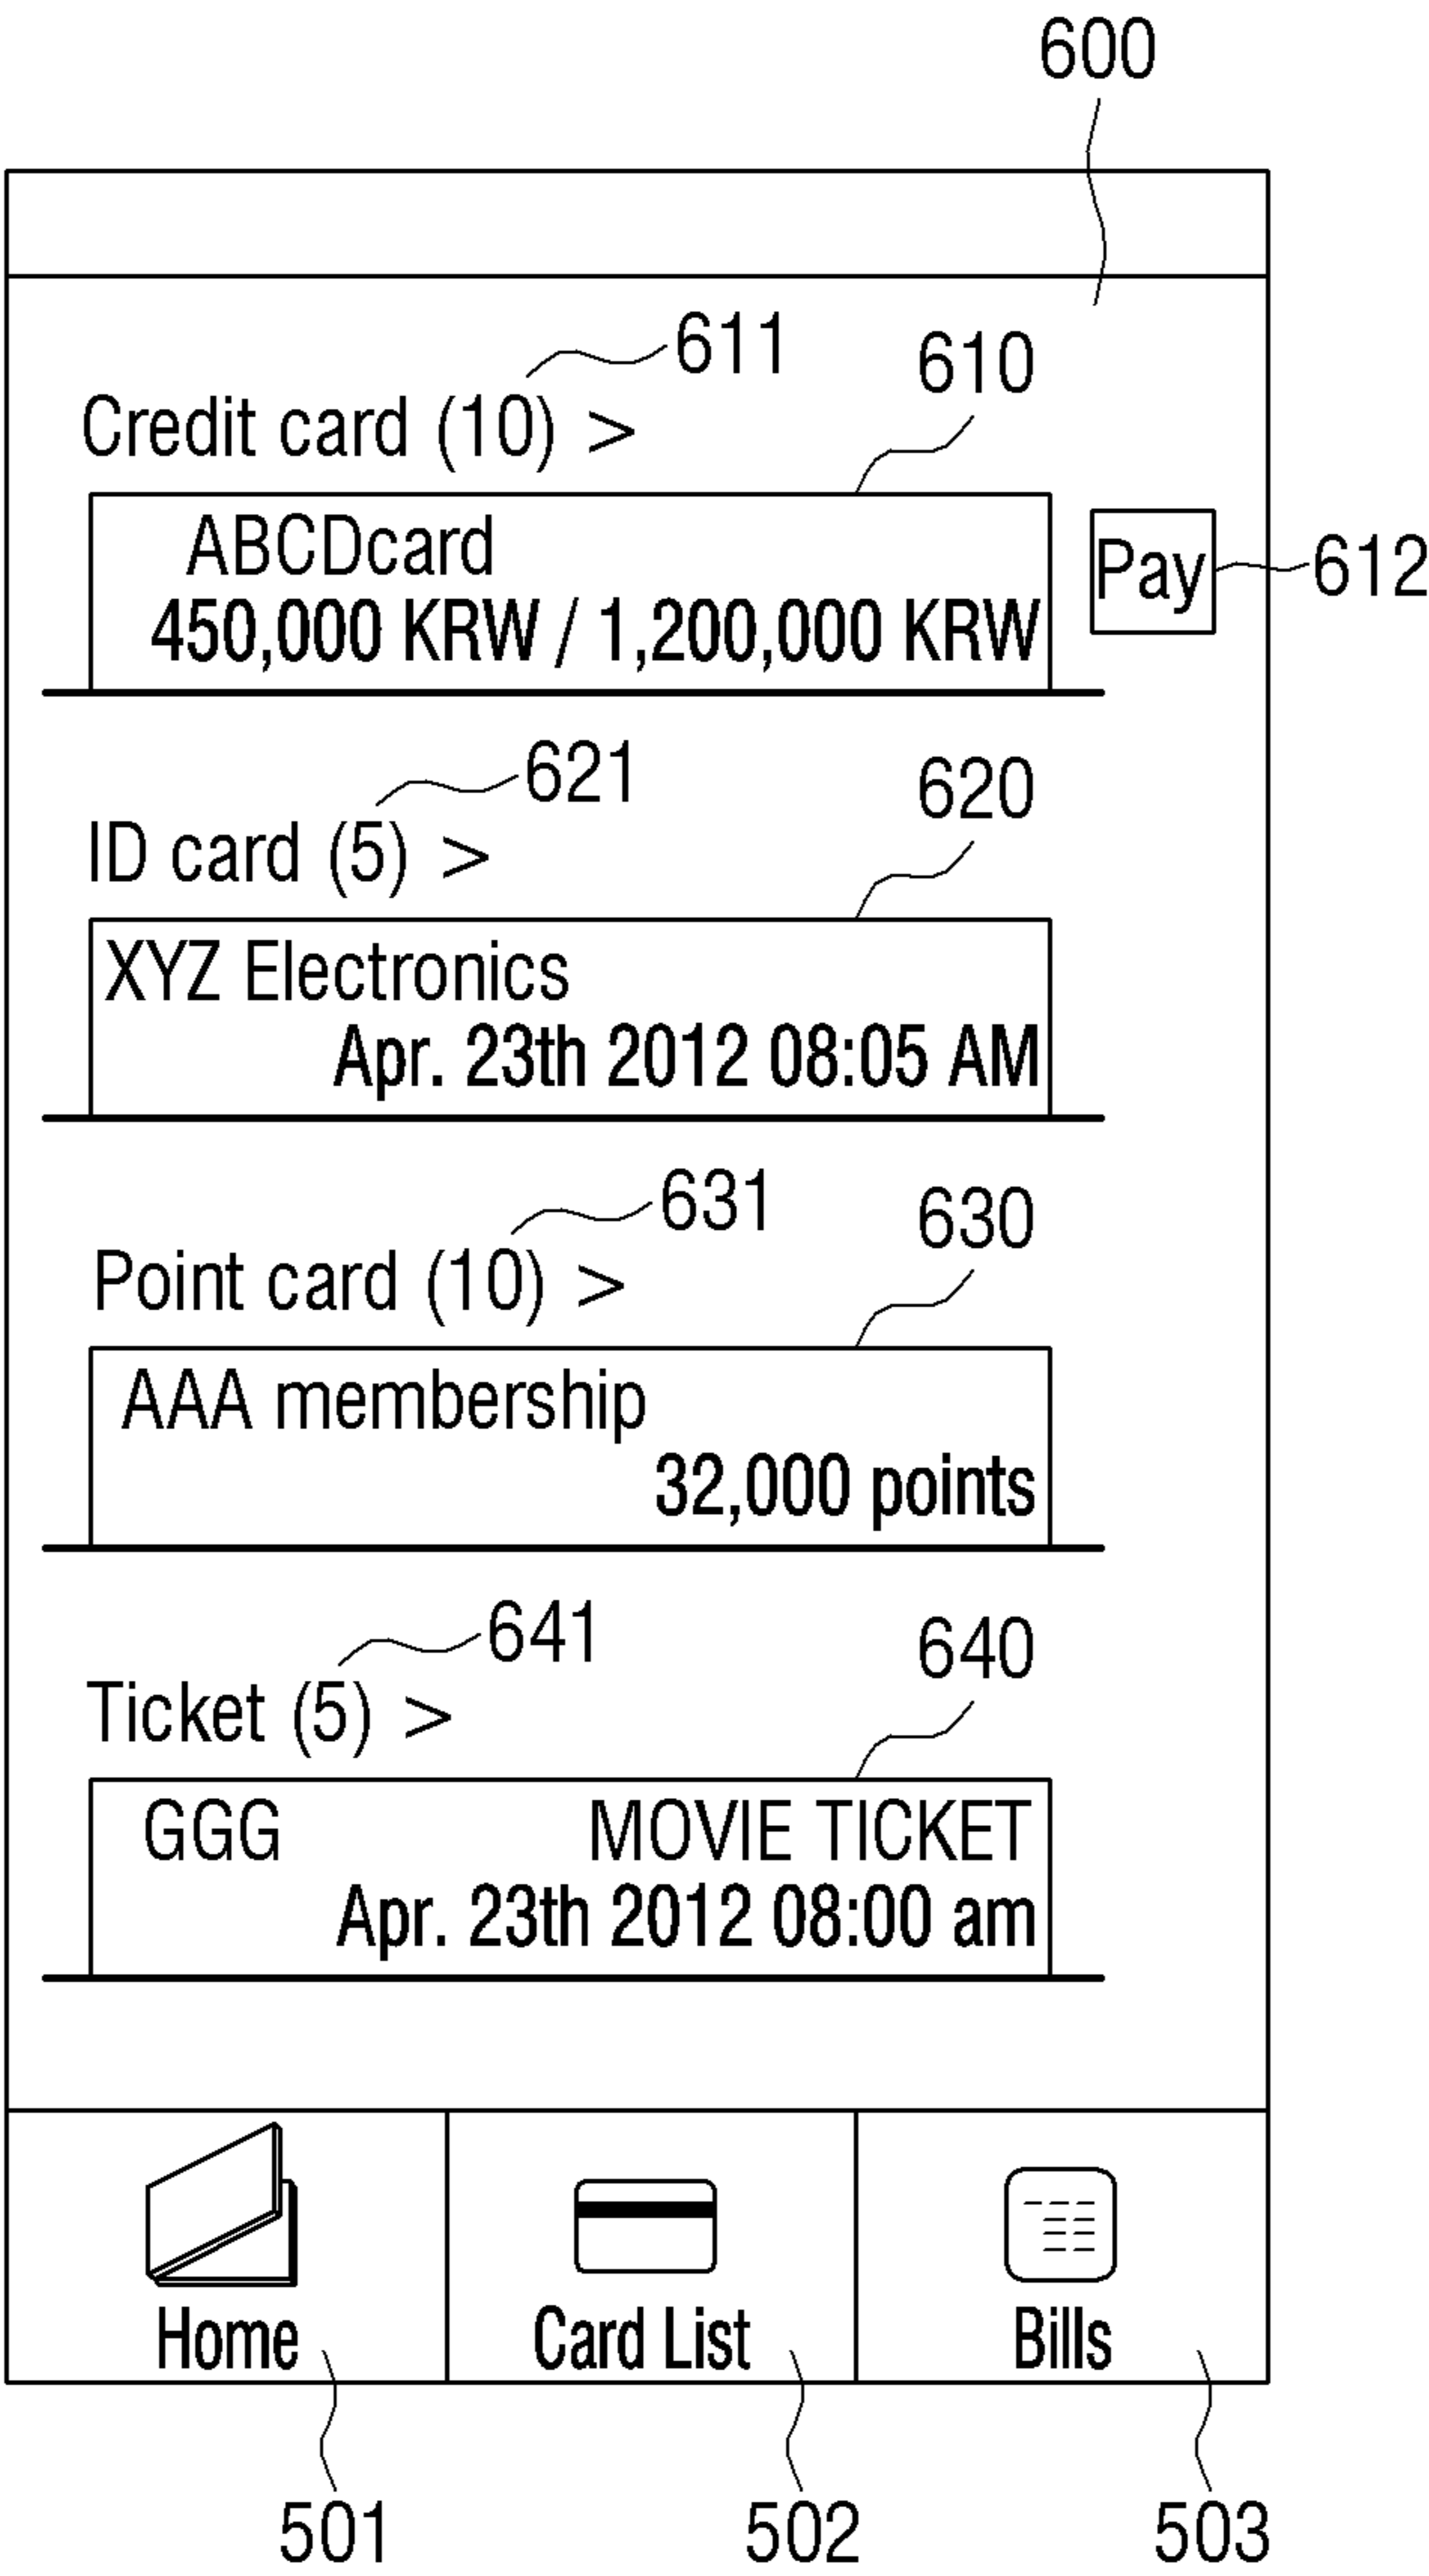 600
611
610
Credit card (10) >
ABCDcard
450,000 KRW / 1,200,000 KRW
Pay
612
621
620
ID card (5) >
XYZ Electronics
Apr. 23th 2012 08:05 AM
631
630
Point card (10) >
AAA membership
32,000 points
641
640
Ticket (5) >
GGG MOVIE TICKET
Apr. 23th 2012 08:00 am
Home Card List Bills
501 502 503